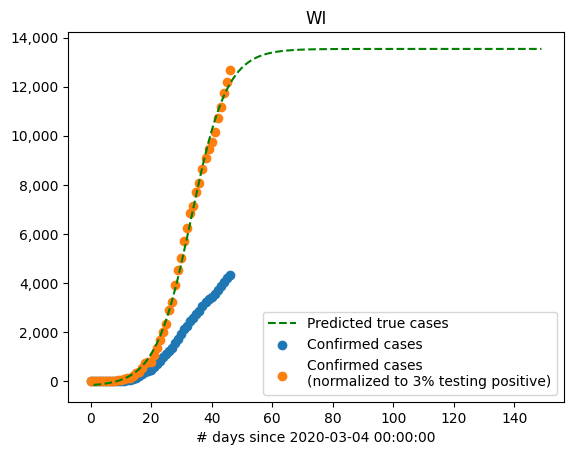 WI
14,000
12,000
10,000
8,000
6,000
4,000
2,000
0
Predicted true cases
Confirmed cases
Confirmed cases
(normalized to 3% testing positive)
0 20 40 60 80 100 120 140
# days since 2020-03-04 00:00:00